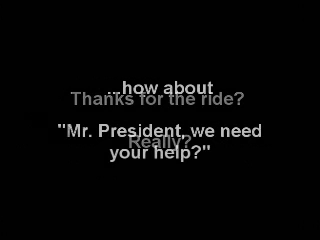 ...how about
Thanks for the ride?
"Mr. President, we need
Really?
your help?"